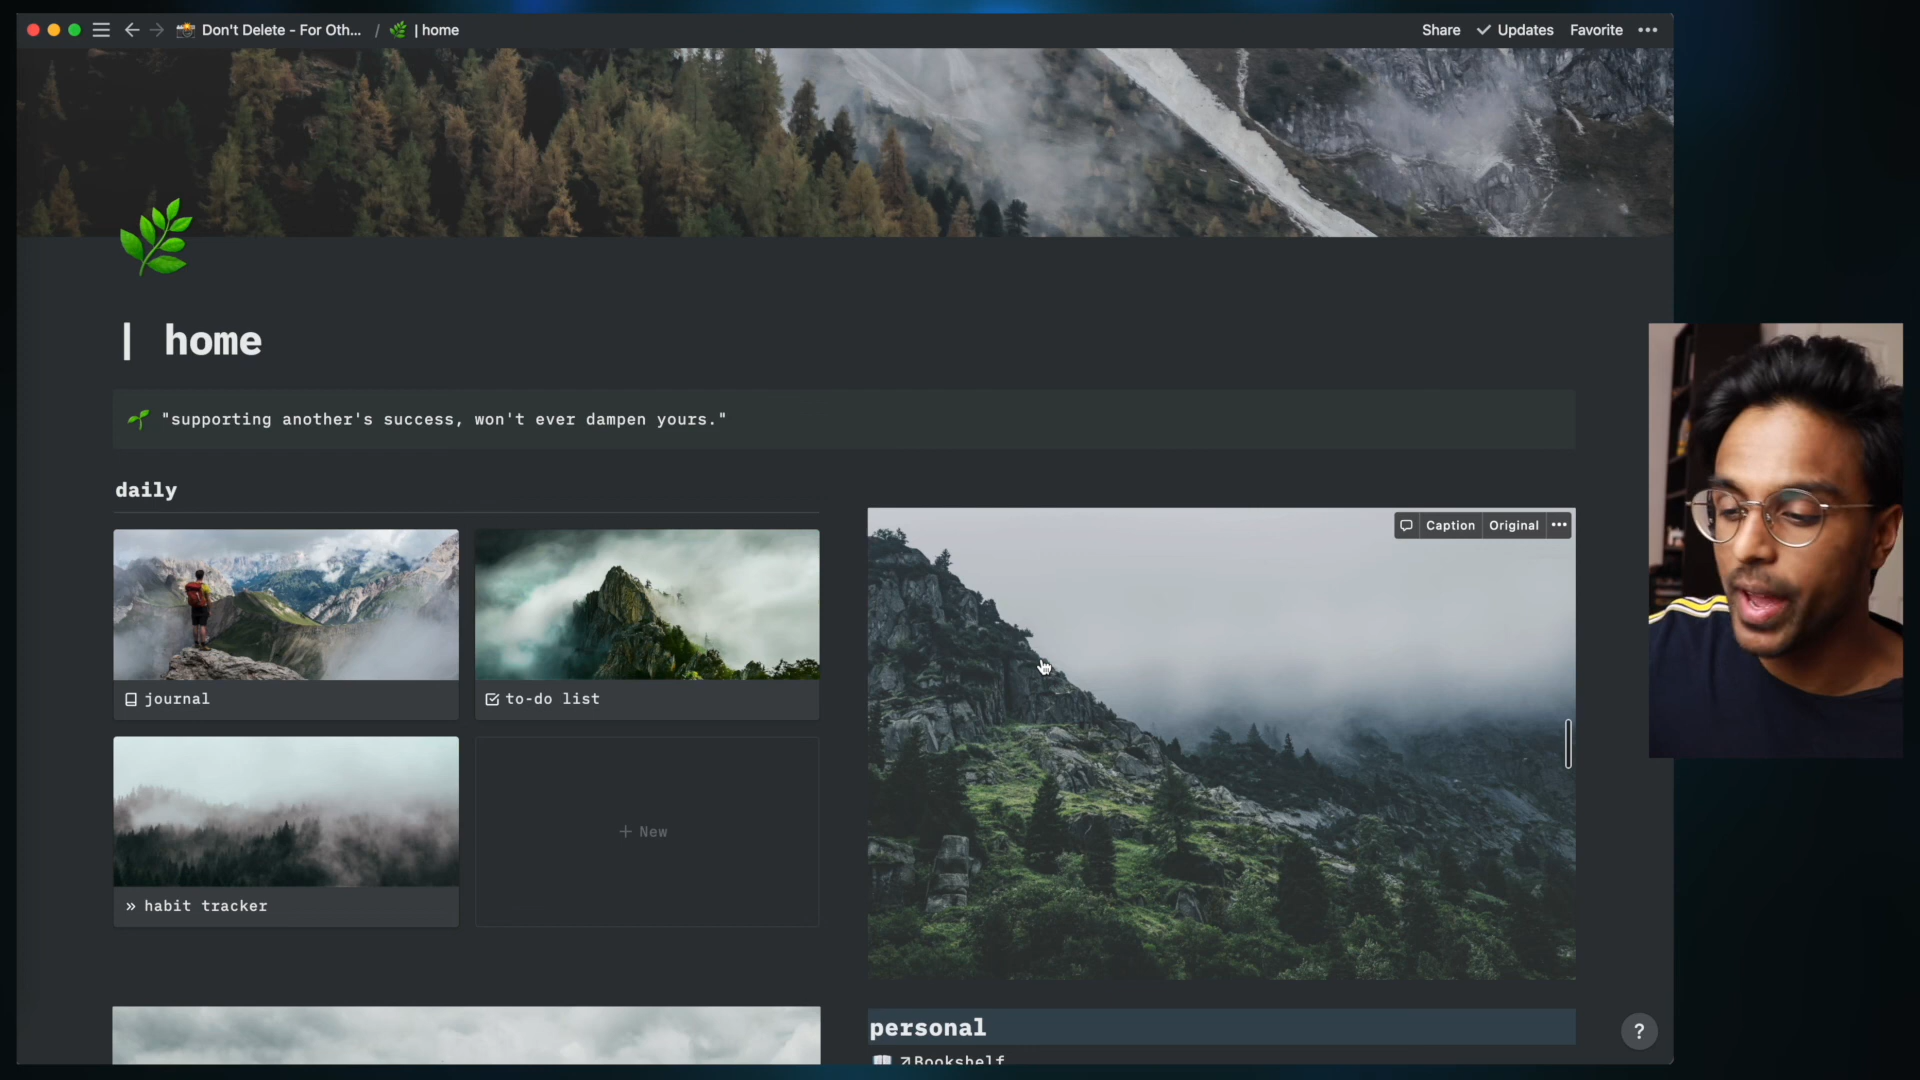 Don't Delete - For Oth... / | home
Share Updates Favorite
| home
"supporting another's success, won't ever dampen yours."
daily
Caption Original
journal
to-do list
+ New
habit tracker
personal
Bookshelf
?